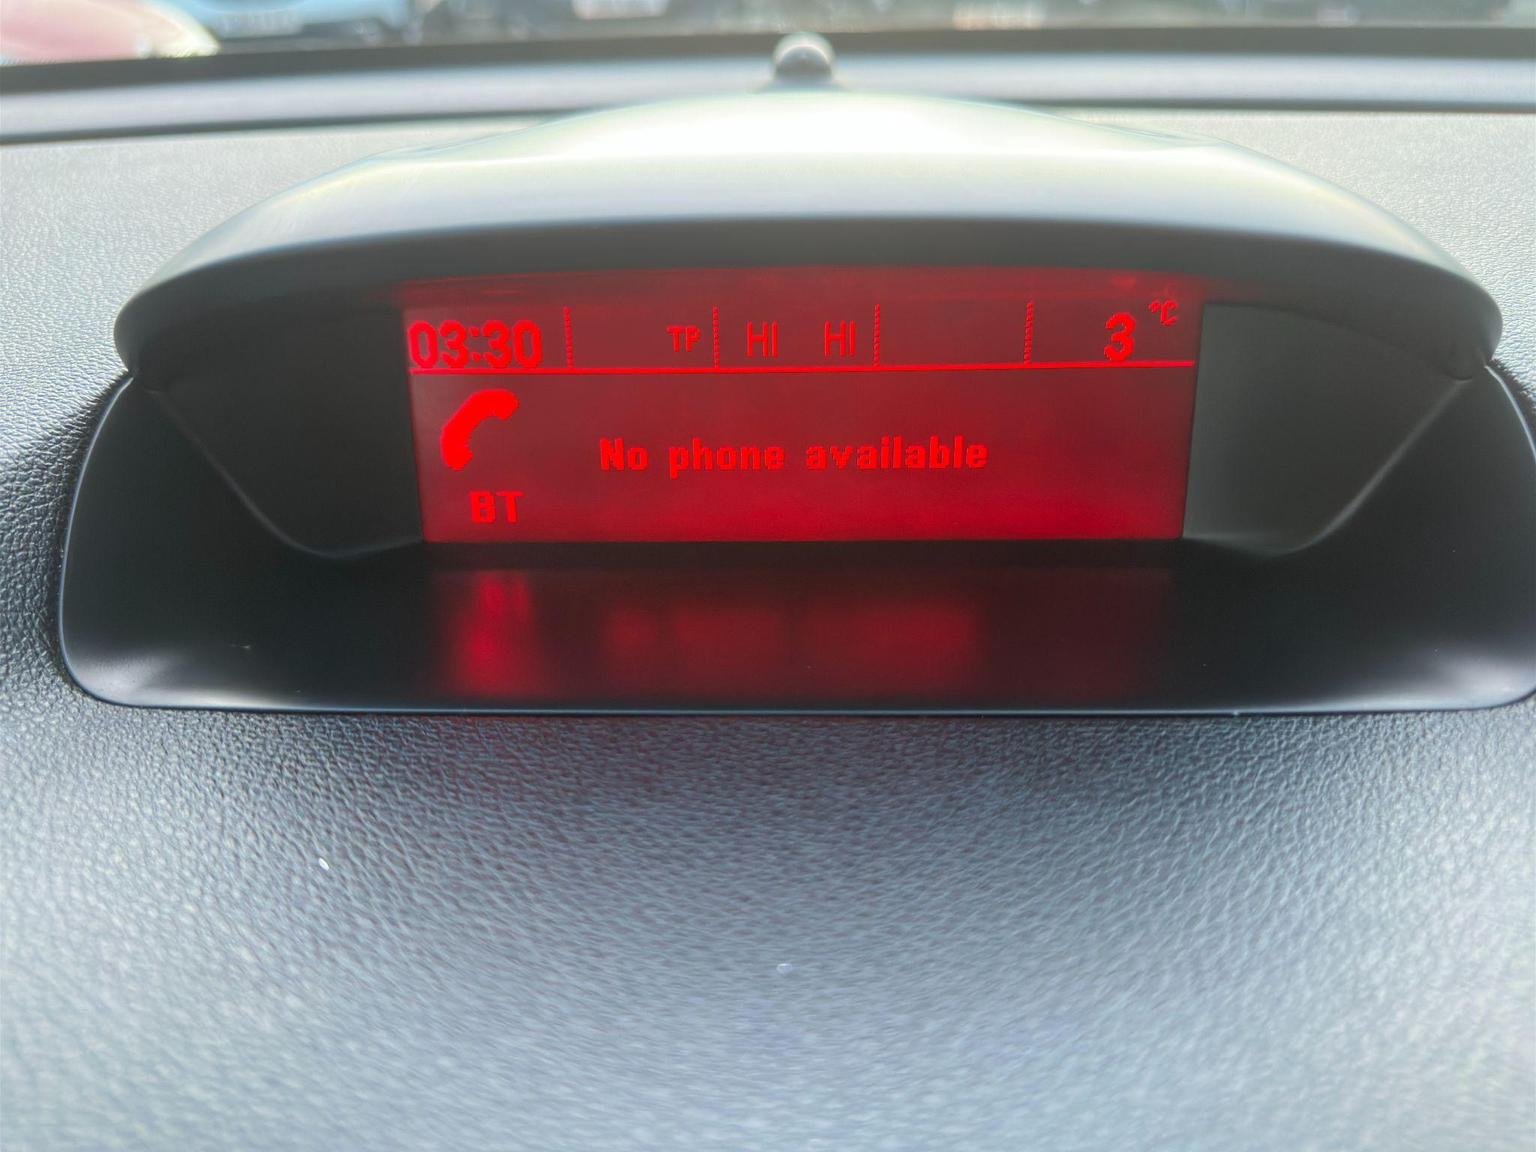 03:30 TP HI HI 3 °C
No phone available
BT